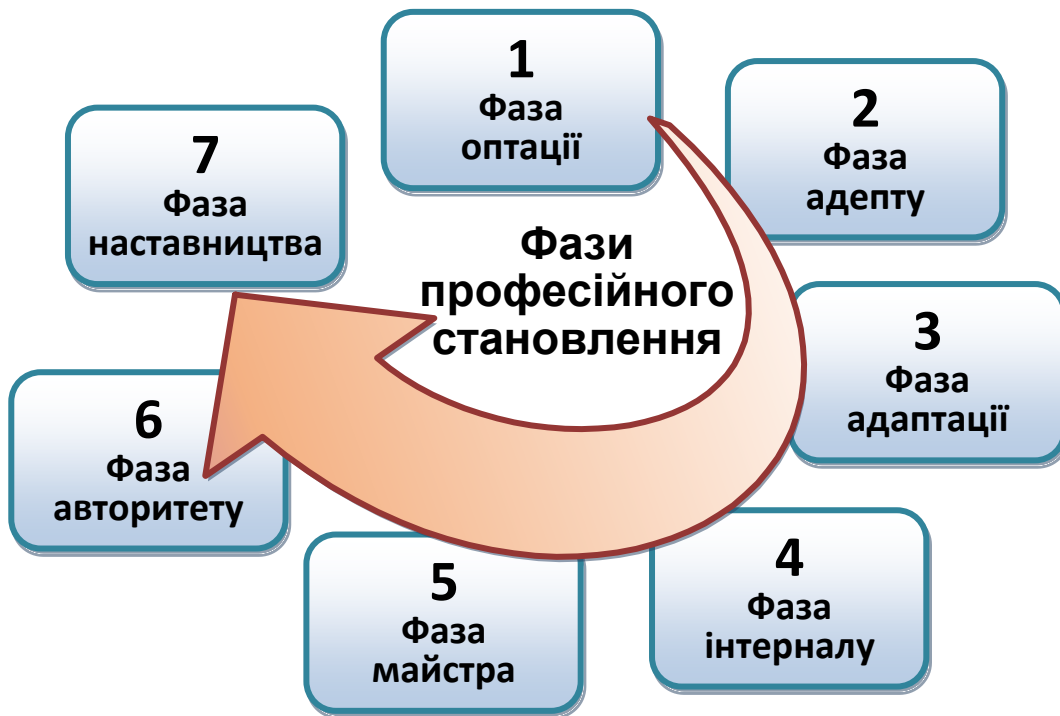 Фази
професійного
становлення
1
Фаза
оптації
2
Фаза
адепту
3
Фаза
адаптації
4
Фаза
інтерналу
5
Фаза
майстра
6
Фаза
авторитету
7
Фаза
наставництва